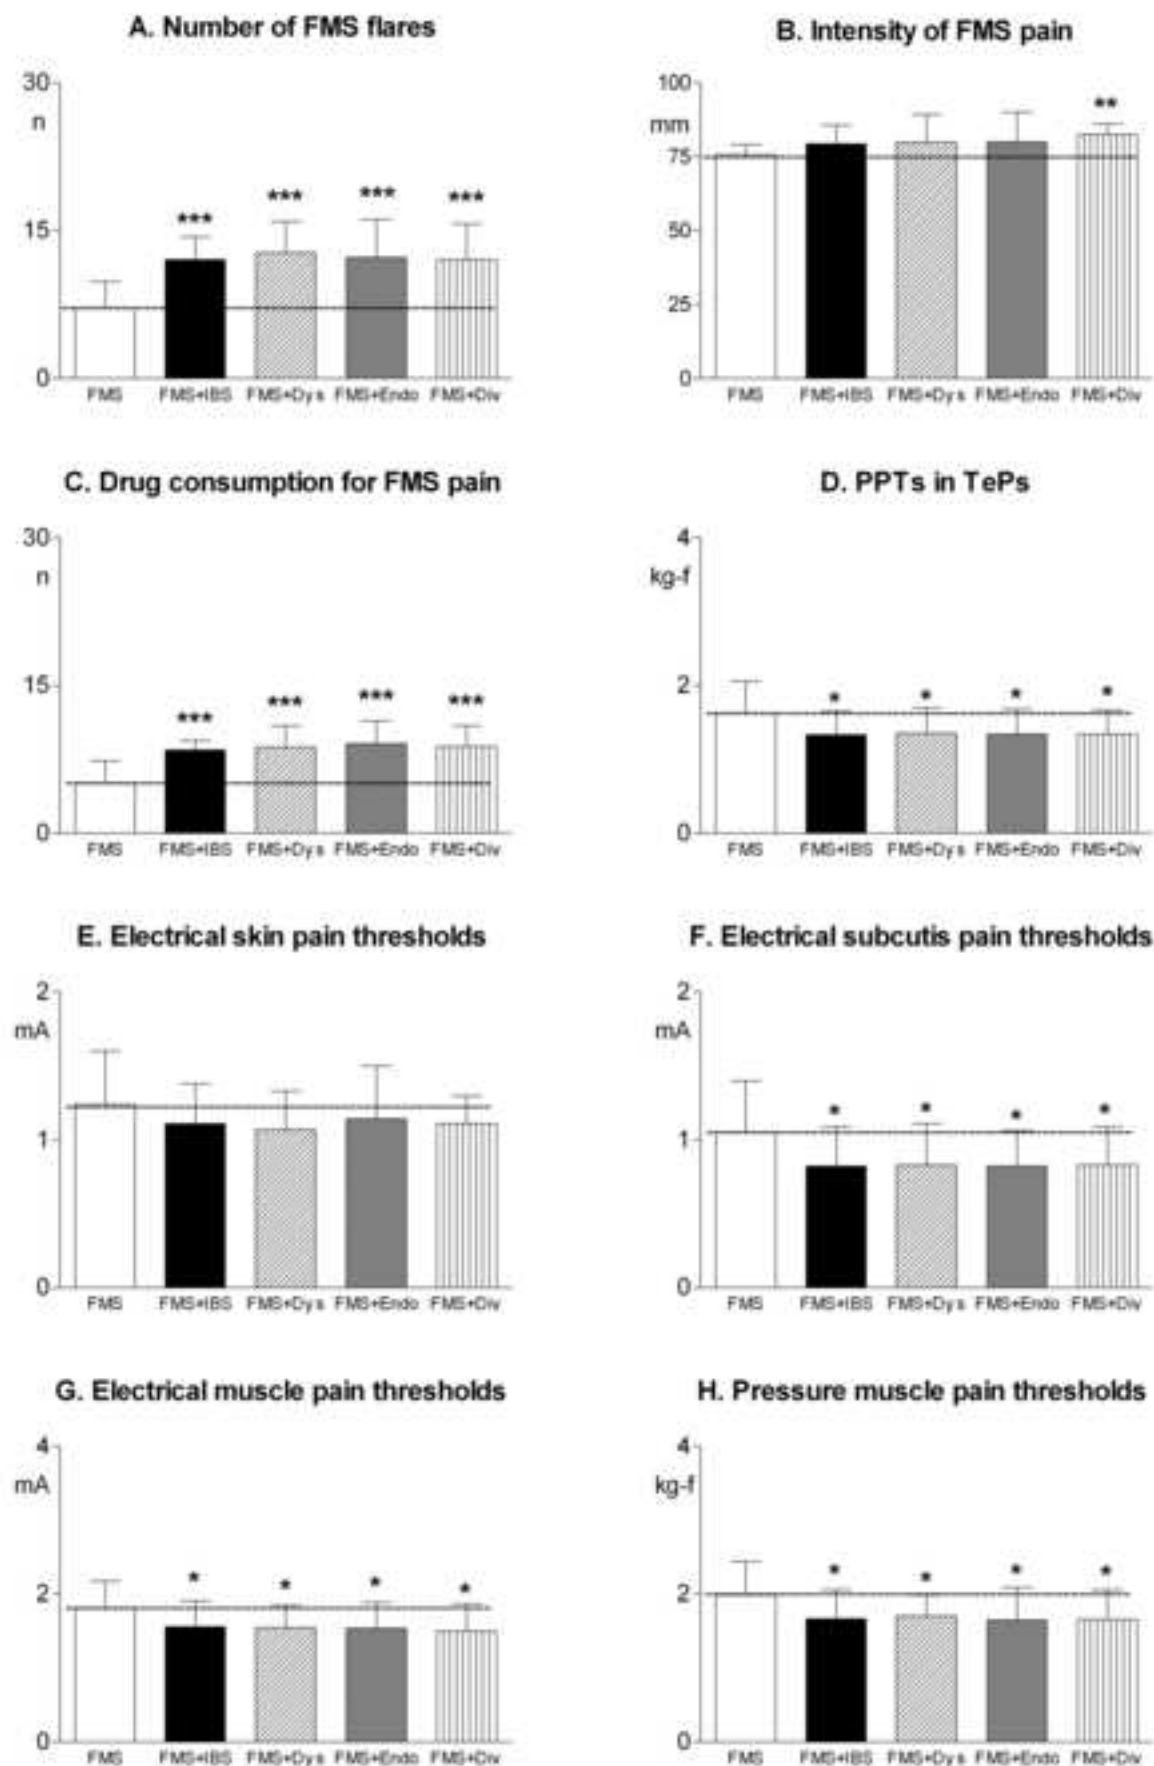 A. Number of FMS flares
30
n
***
***
***
***
15
0
FMS FMS+IBS FMS+Dys FMS+Endo FMS+Div
B. Intensity of FMS pain
100
mm
**
75
50
25
0
FMS FMS+IBS FMS+Dys FMS+Endo FMS+Div
C. Drug consumption for FMS pain
30
n
15
***
***
***
***
0
FMS FMS+IBS FMS+Dys FMS+Endo FMS+Div
D. PPTs in TePs
4
kg-f
2
*
*
*
*
0
FMS FMS+IBS FMS+Dys FMS+Endo FMS+Div
E. Electrical skin pain thresholds
2
mA
1
0
FMS FMS+IBS FMS+Dys FMS+Endo FMS+Div
F. Electrical subcutis pain thresholds
2
mA
*
*
*
*
1
0
FMS FMS+IBS FMS+Dys FMS+Endo FMS+Div
G. Electrical muscle pain thresholds
4
mA
*
*
*
*
2
0
FMS FMS+IBS FMS+Dys FMS+Endo FMS+Div
H. Pressure muscle pain thresholds
4
kg-f
*
*
*
*
2
0
FMS FMS+IBS FMS+Dys FMS+Endo FMS+Div